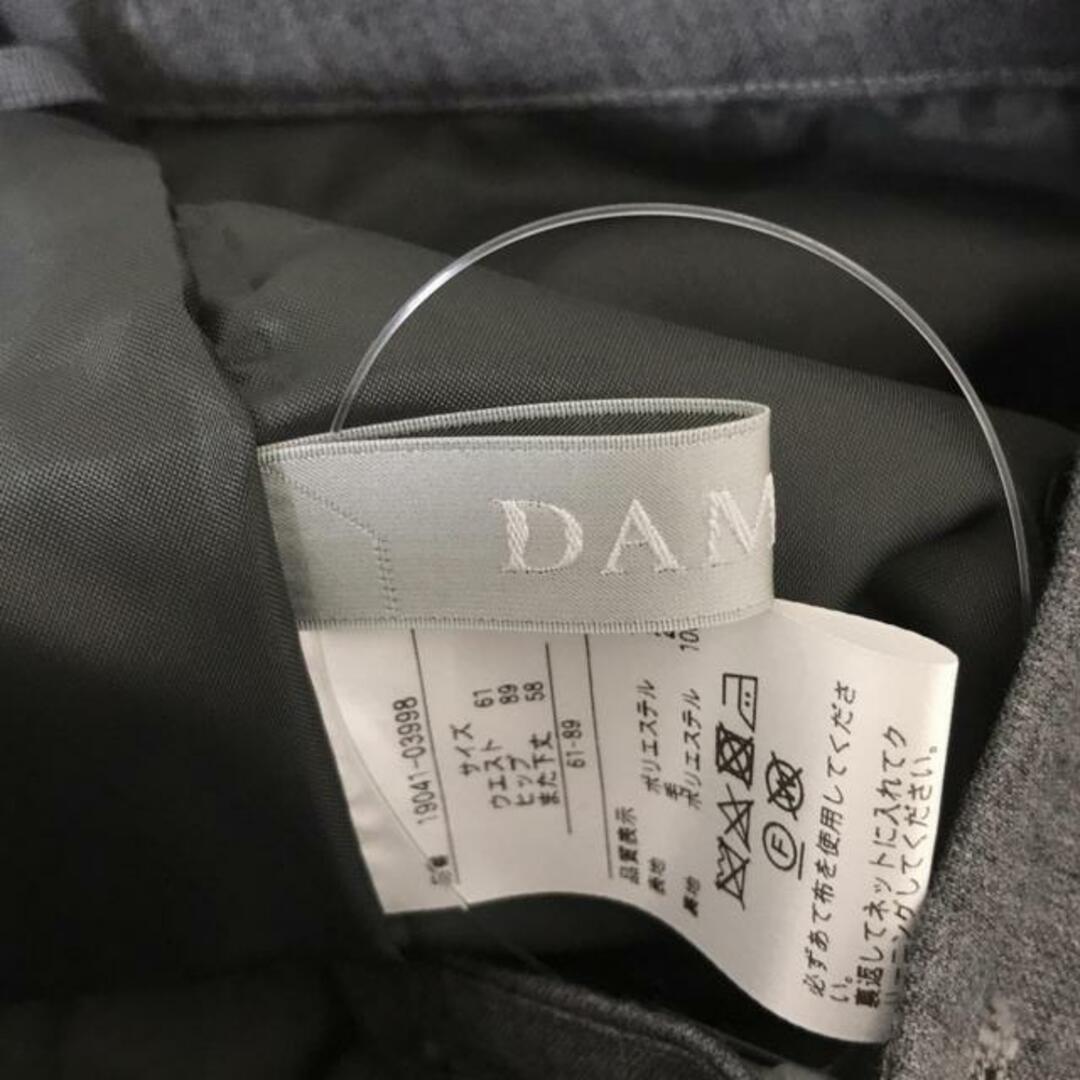 DAM
品番 19041-03998
サイズ
ウエスト 61
ヒップ 89
また下丈 58
61-89
品質表示
表地 ポリエステル
毛
裏地 ポリエステル 10
F
必ずあて布を使用してくださ
い。
裏返してネットに入れてク
リーニングしてください。